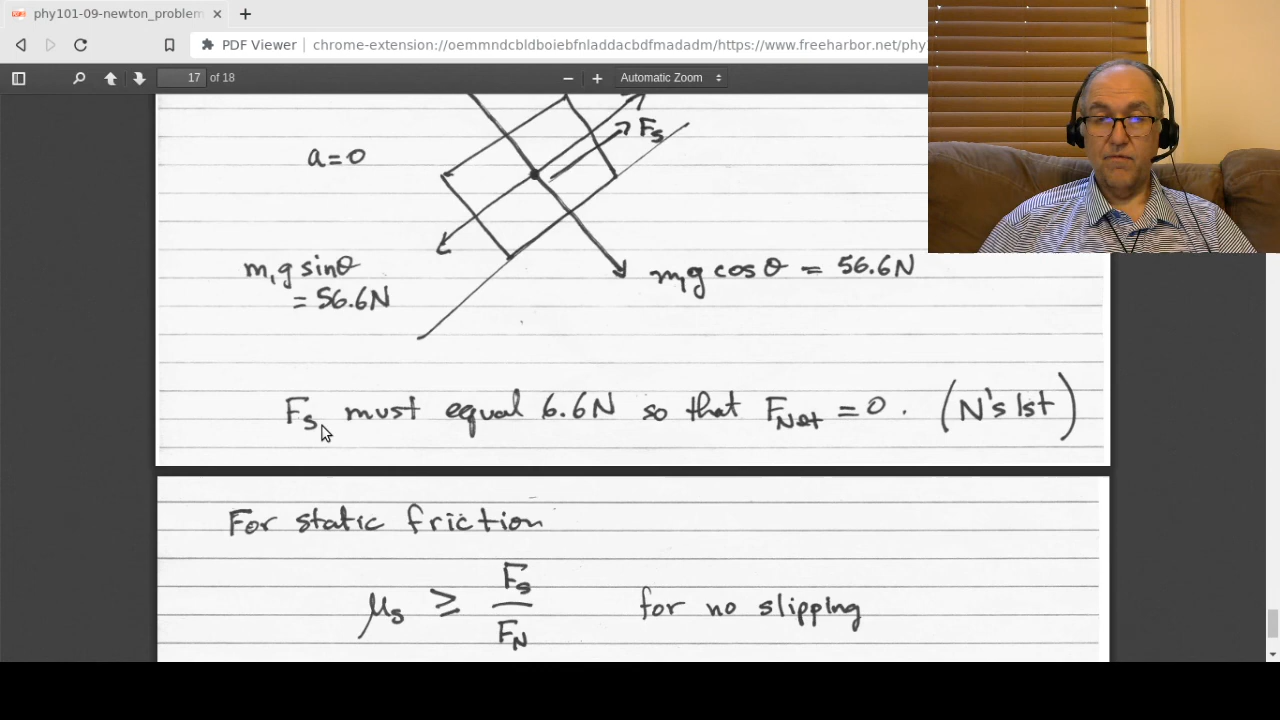 phy101-09-newton_problem
PDF Viewer chrome-extension://oemmndcbldboiebfnladdacbdfmadadm/https://www.freeharbor.net/phy
17 of 18 Automatic Zoom
Fs
a=0
m1g sinθ
= 56.6N
m1g cos θ = 56.6N
Fs must equal 6.6N so that FNet = 0. (N's 1st)
For static friction
μs ≥ Fs/FN for no slipping